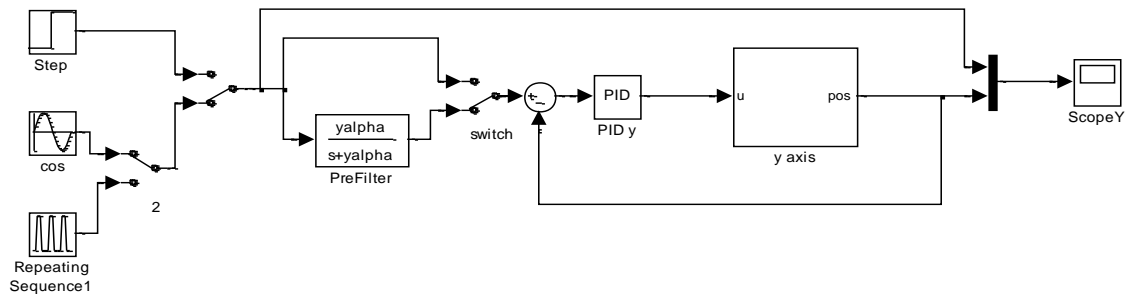 Step
cos
2
Repeating
Sequence1
yalpha
s+yalpha
PreFilter
switch
PID
PID y
u
pos
y axis
ScopeY